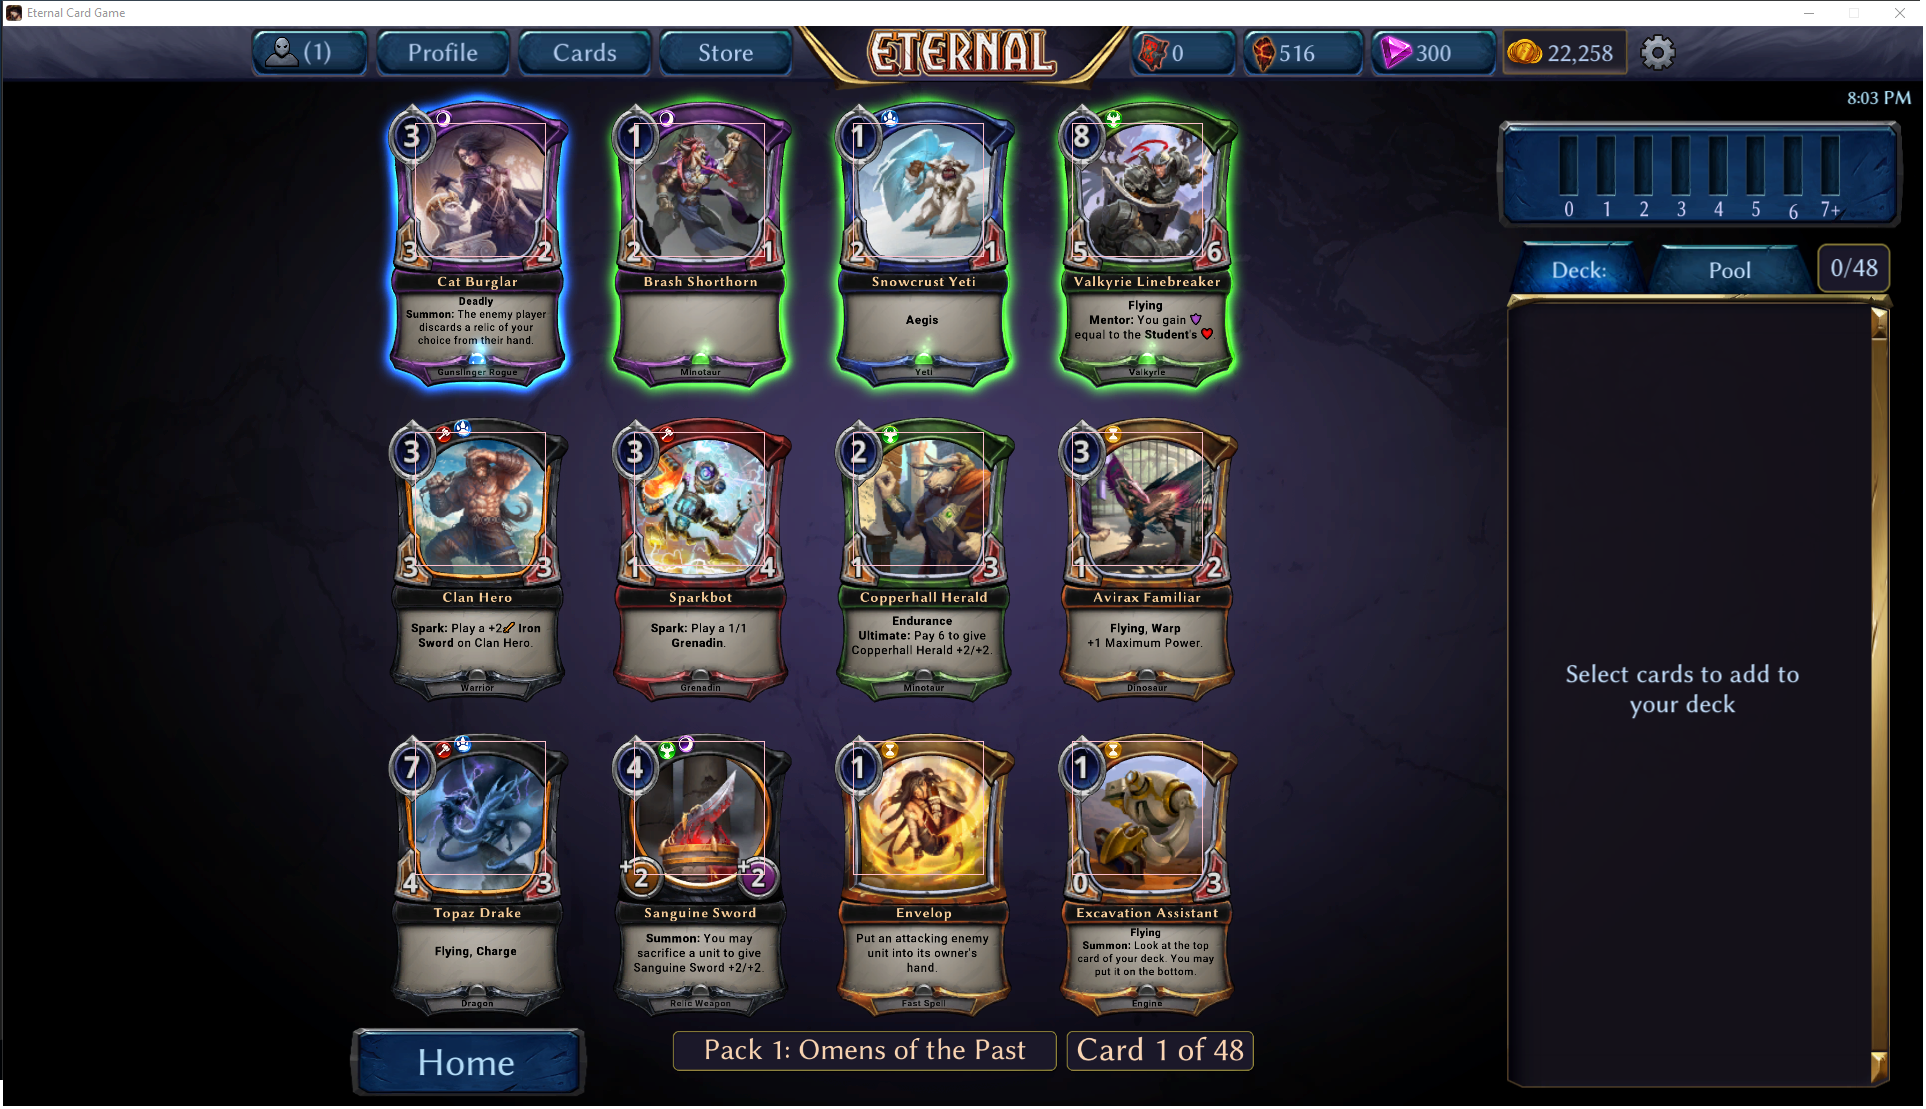 Eternal Card Game
(1)
Profile
Cards
Store
ETERNAL
0
516
300
22,258
8:03 PM
3
3
2
Cat Burglar
Deadly
Summon: The enemy player
discards a relic of your
choice from their hand.
Gunslinger Rogue
1
2
1
Brash Shorthorn
Minotaur
1
2
1
Snowcrust Yeti
Aegis
Yeti
8
5
6
Valkyrie Linebreaker
Flying
Mentor: You gain
equal to the Student's
Valkyrie
0 1 2 3 4 5 6 7+
Deck:
Pool
0/48
Select cards to add to
your deck
3
3
3
Clan Hero
Spark: Play a +2 Iron
Sword on Clan Hero.
Warrior
3
1
4
Sparkbot
Spark: Play a 1/1
Grenadin.
Grenadin
2
1
3
Copperhall Herald
Endurance
Ultimate: Pay 6 to give
Copperhall Herald +2/+2.
Minotaur
3
1
2
Avirax Familiar
Flying, Warp
+1 Maximum Power.
Dinosaur
7
4
3
Topaz Drake
Flying, Charge
Dragon
4
+2
+2
Sanguine Sword
Summon: You may
sacrifice a unit to give
Sanguine Sword +2/+2.
Relic Weapon
1
Envelop
Put an attacking enemy
unit into its owner's
hand.
Fast Spell
1
0
3
Excavation Assistant
Flying
Summon: Look at the top
card of your deck. You may
put it on the bottom.
Engine
Home
Pack 1: Omens of the Past
Card 1 of 48